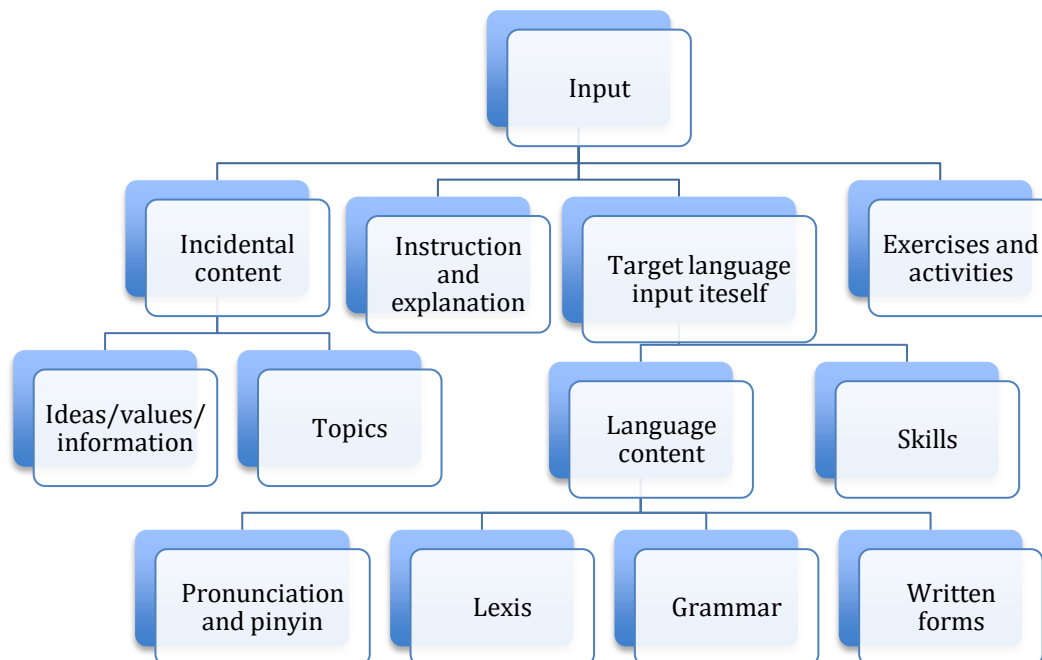 Input
Incidental
content
Instruction
and
explanation
Target language
input iteself
Exercises and
activities
Ideas/values/
information
Topics
Language
content
Skills
Pronunciation
and pinyin
Lexis
Grammar
Written
forms